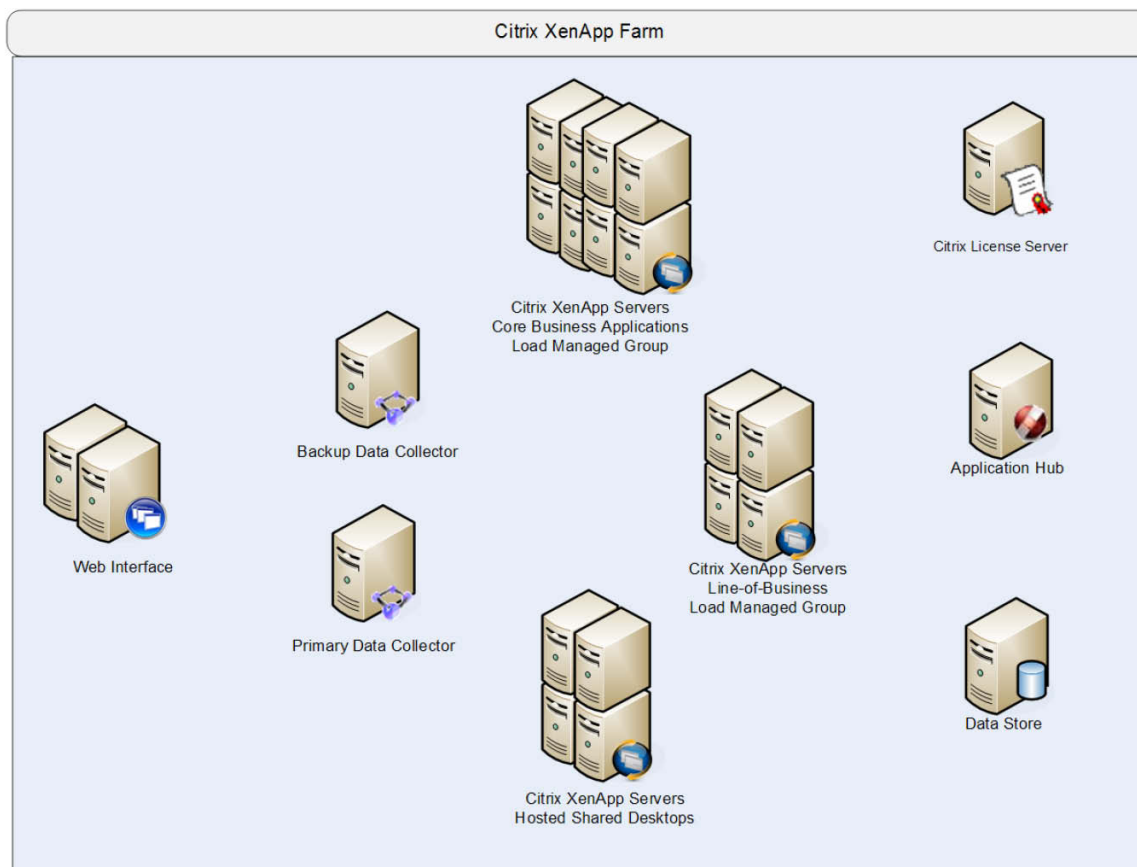 Citrix XenApp Farm
Citrix XenApp Servers
Core Business Applications
Load Managed Group
Citrix License Server
Backup Data Collector
Application Hub
Web Interface
Citrix XenApp Servers
Line-of-Business
Load Managed Group
Primary Data Collector
Data Store
Citrix XenApp Servers
Hosted Shared Desktops